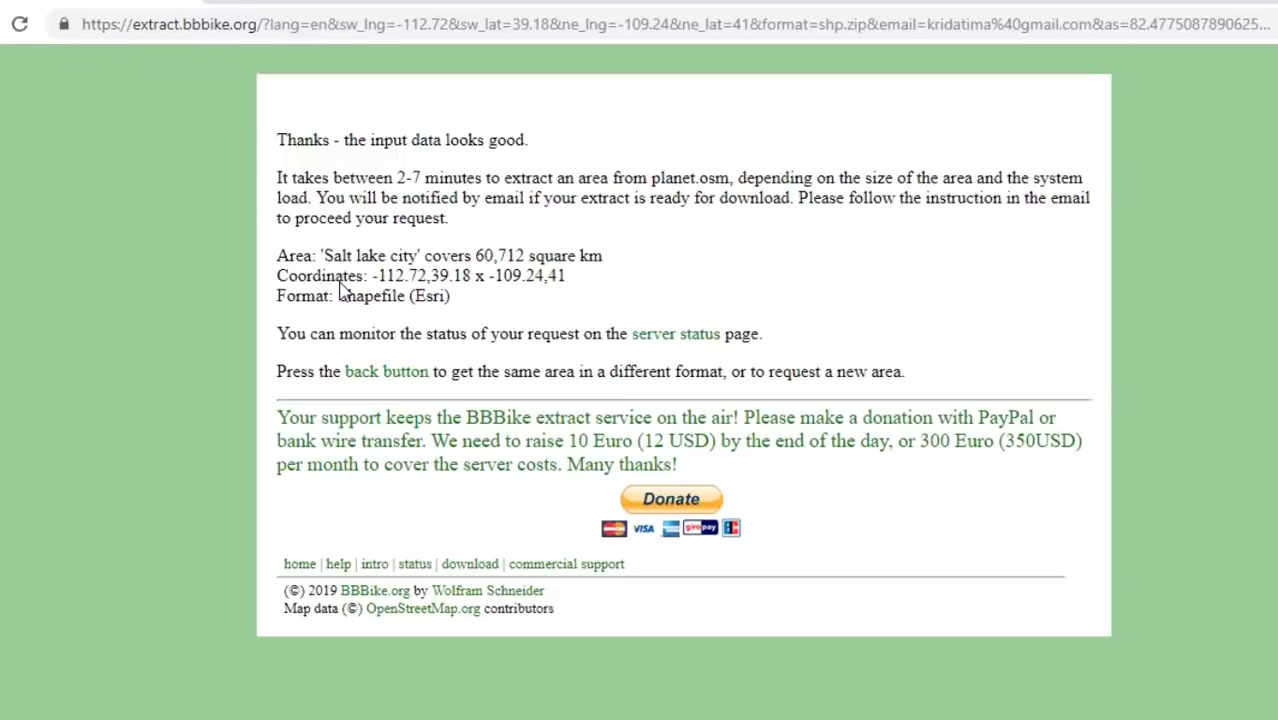 https://extract.bbbike.org/?lang=en&sw_lng=-112.72&sw_lat=39.18&ne_lng=-109.24&ne_lat=41&format=shp.zip&email=kridatima%40gmail.com&as=82.4775087890625...
Thanks - the input data looks good.
It takes between 2-7 minutes to extract an area from planet.osm, depending on the size of the area and the system
load. You will be notified by email if your extract is ready for download. Please follow the instruction in the email
to proceed your request.
Area: 'Salt lake city' covers 60,712 square km
Coordinates: -112.72,39.18 x -109.24,41
Format: Shapefile (Esri)
You can monitor the status of your request on the server status page.
Press the back button to get the same area in a different format, or to request a new area.
Your support keeps the BBBike extract service on the air! Please make a donation with PayPal or
bank wire transfer. We need to raise 10 Euro (12 USD) by the end of the day, or 300 Euro (350USD)
per month to cover the server costs. Many thanks!
Donate
VISA giropay
home | help | intro | status | download | commercial support
(©) 2019 BBBike.org by Wolfram Schneider
Map data (©) OpenStreetMap.org contributors